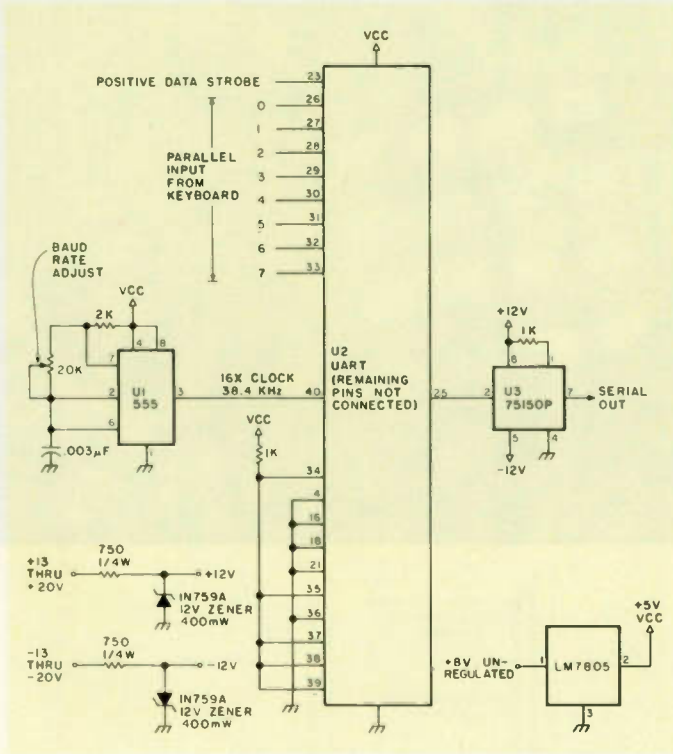 VCC
POSITIVE DATA STROBE
23
0
26
1
27
2
28
3
29
4
30
5
31
6
32
7
33
PARALLEL
INPUT
FROM
KEYBOARD
BAUD
RATE
ADJUST
VCC
2K
4
8
7
20K
2
U1
555
3
6
1
.003µF
16X CLOCK
38.4 KHz
40
U2
UART
(REMAINING
PINS NOT
CONNECTED)
25
+12V
1K
8
1
2
U3
75150P
7
SERIAL
OUT
5
4
-12V
VCC
1K
34
4
16
18
21
35
36
37
38
39
+13
THRU
+20V
750
1/4W
+12V
1N759A
12V ZENER
400mW
-13
THRU
-20V
750
1/4W
-12V
1N759A
12V ZENER
400mW
+5V
VCC
+8V UN-
REGULATED
1
LM7805
2
3